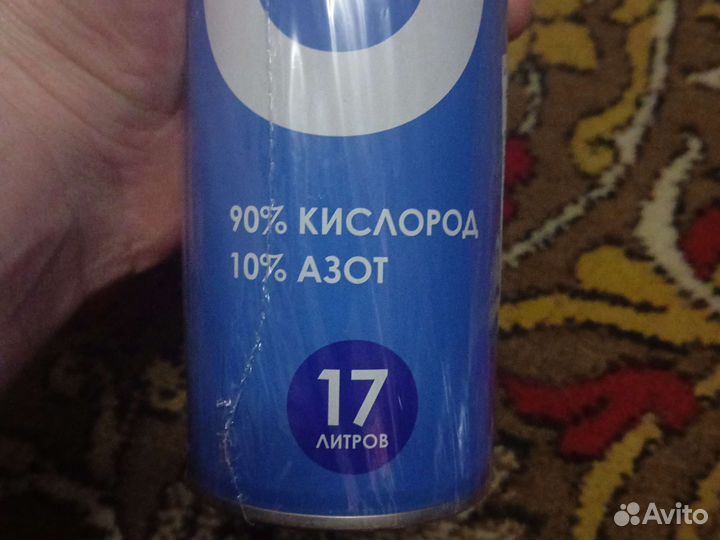 90% КИСЛОРОД
10% АЗОТ
17
ЛИТРОВ
Avito